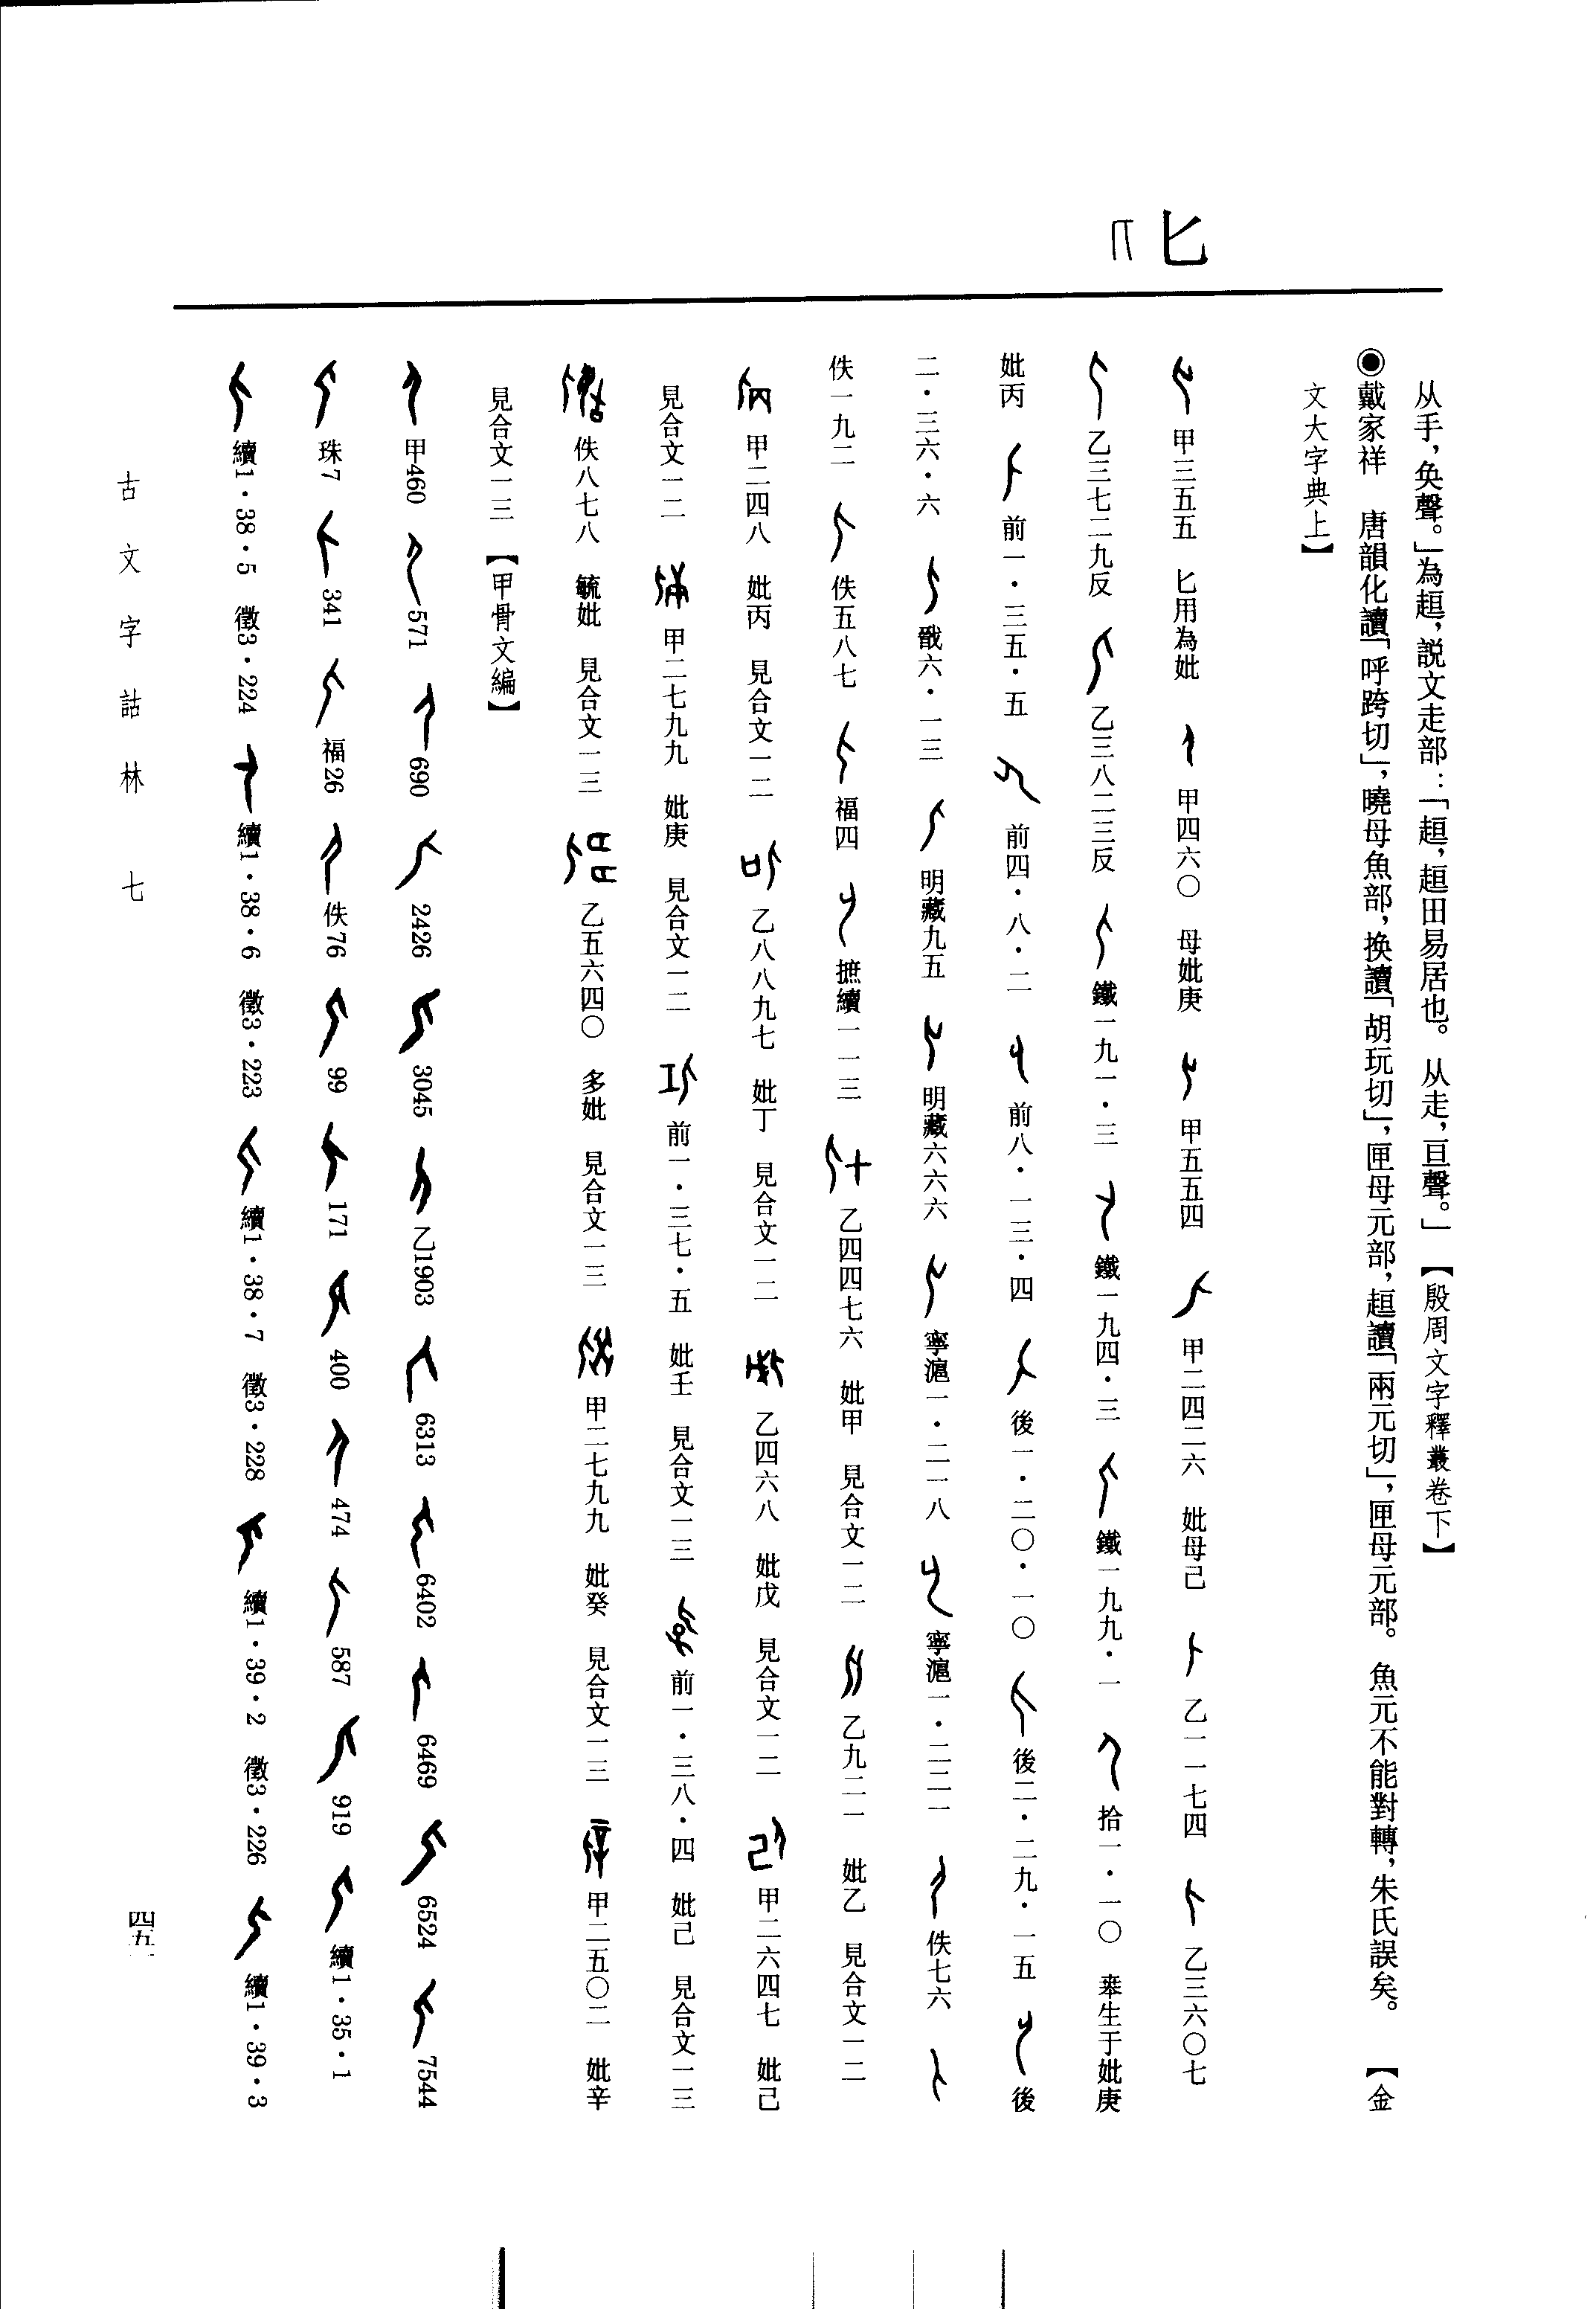 匕
从手，奐聲。」為趄，説文走部：「趄，趄田易居也。从走，亘聲。」【殷周文字釋叢卷下】
◉戴家祥　唐韻化讀「呼跨切」，曉母魚部，換讀「胡玩切」，匣母元部，趄讀「兩元切」，匣母元部。魚元不能對轉，朱氏誤矣。【金
文大字典上】
甲三五五　匕用為妣　甲四六〇　母妣庚　甲五五四　甲二四二六　妣母己　乙一一七四　乙三六〇七
乙三七二九反　乙三八二三反　鐵一九一·三　鐵一九四·三　鐵一九九·一　拾一·一〇　𠦪生于妣庚
妣丙　前一·三五·五　前四·八·二　前八·一三·四　後一·二〇·一〇　後二·二九·一五　後
二·三六·六　戩六·一三　明藏九五　明藏六六六　寧滬一·二一八　寧滬一·二二一　佚七六
佚一九二　佚五八七　福四　摭續一一三　乙四四七六　妣甲　見合文一二　乙九二一　妣乙　見合文一二
甲二四八　妣丙　見合文一二　乙八八九七　妣丁　見合文一二　乙四六八　妣戊　見合文一二　甲二六四七　妣己
見合文一二　甲二七九九　妣庚　見合文一二　前一·三七·五　妣壬　見合文一三　前一·三八·四　妣己　見合文一三
佚八七八　毓妣　見合文一三　乙五六四〇　多妣　見合文一三　甲二七九九　妣癸　見合文一三　甲二五〇二　妣辛
見合文一三　【甲骨文編】
甲460　571　690　2426　3045　乙1903　6313　6402　6469　6524　7544
珠7　341　福26　佚76　99　171　400　474　587　919　續1·35·1
續1·38·5　徵3·224　續1·38·6　徵3·223　續1·38·7　徵3·228　續1·39·2　徵3·226　續1·39·3
古文字詁林　七
四五